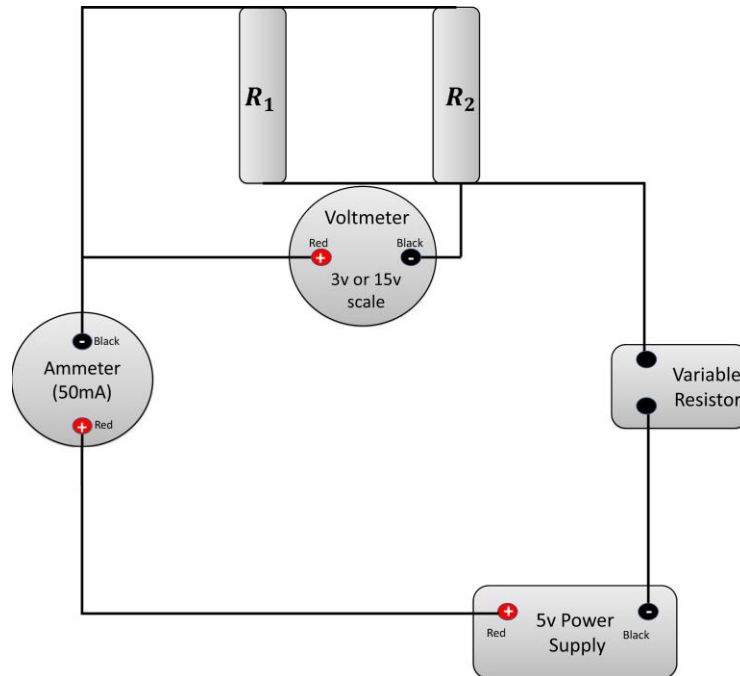 R₁
R₂
Voltmeter
Red
Black
+
-
3v or 15v
scale
-
Black
Ammeter
(50mA)
+
Red
Variable
Resistor
+
-
5v Power
Supply
Red
Black